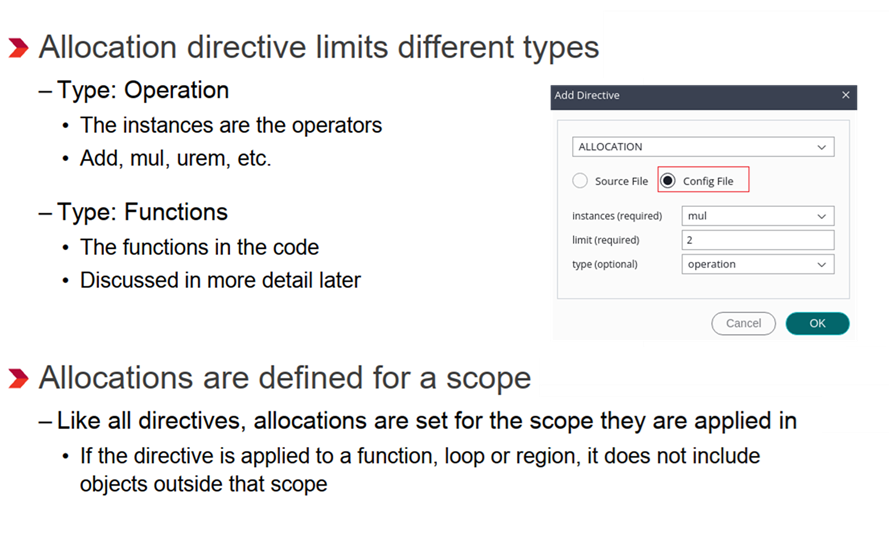 Allocation directive limits different types
– Type: Operation
• The instances are the operators
• Add, mul, urem, etc.
– Type: Functions
• The functions in the code
• Discussed in more detail later
Add Directive ×
ALLOCATION
Source File Config File
instances (required) mul
limit (required) 2
type (optional) operation
Cancel OK
Allocations are defined for a scope
– Like all directives, allocations are set for the scope they are applied in
• If the directive is applied to a function, loop or region, it does not include
objects outside that scope